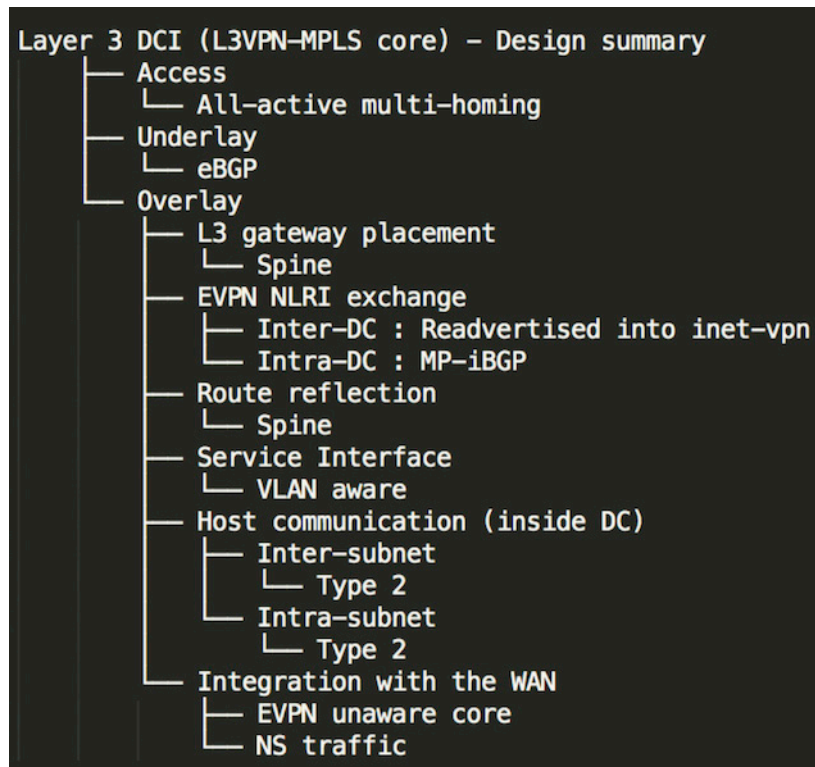 Layer 3 DCI (L3VPN-MPLS core) - Design summary
Access
All-active multi-homing
Underlay
eBGP
Overlay
L3 gateway placement
Spine
EVPN NLRI exchange
Inter-DC : Readvertised into inet-vpn
Intra-DC : MP-iBGP
Route reflection
Spine
Service Interface
VLAN aware
Host communication (inside DC)
Inter-subnet
Type 2
Intra-subnet
Type 2
Integration with the WAN
EVPN unaware core
NS traffic